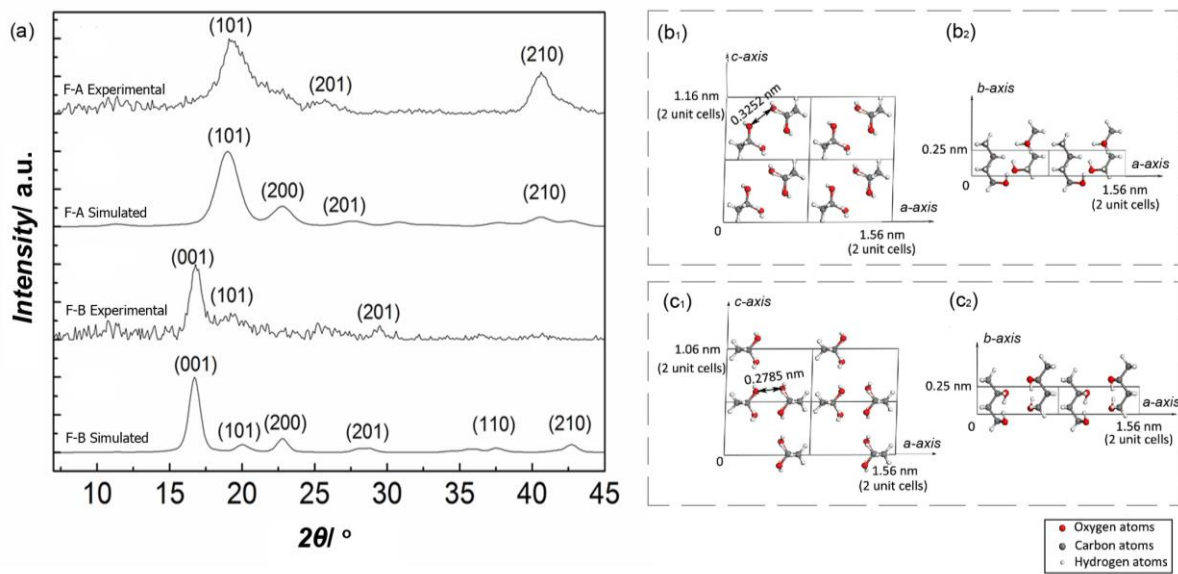 (a)
Intensity/ a.u.
F-A Experimental
(101)
(201)
(210)
F-A Simulated
(101)
(200)
(201)
(210)
F-B Experimental
(001)
(101)
(201)
F-B Simulated
(001)
(101)
(200)
(201)
(110)
(210)
10 15 20 25 30 35 40 45
2θ/ °
(b₁)
c-axis
1.16 nm
(2 unit cells)
0.3252 nm
0
a-axis
1.56 nm
(2 unit cells)
(b₂)
b-axis
0.25 nm
a-axis
0
1.56 nm
(2 unit cells)
(c₁)
c-axis
1.06 nm
(2 unit cells)
0.2785 nm
a-axis
0
1.56 nm
(2 unit cells)
(c₂)
b-axis
0.25 nm
a-axis
0
1.56 nm
(2 unit cells)
Oxygen atoms
Carbon atoms
Hydrogen atoms